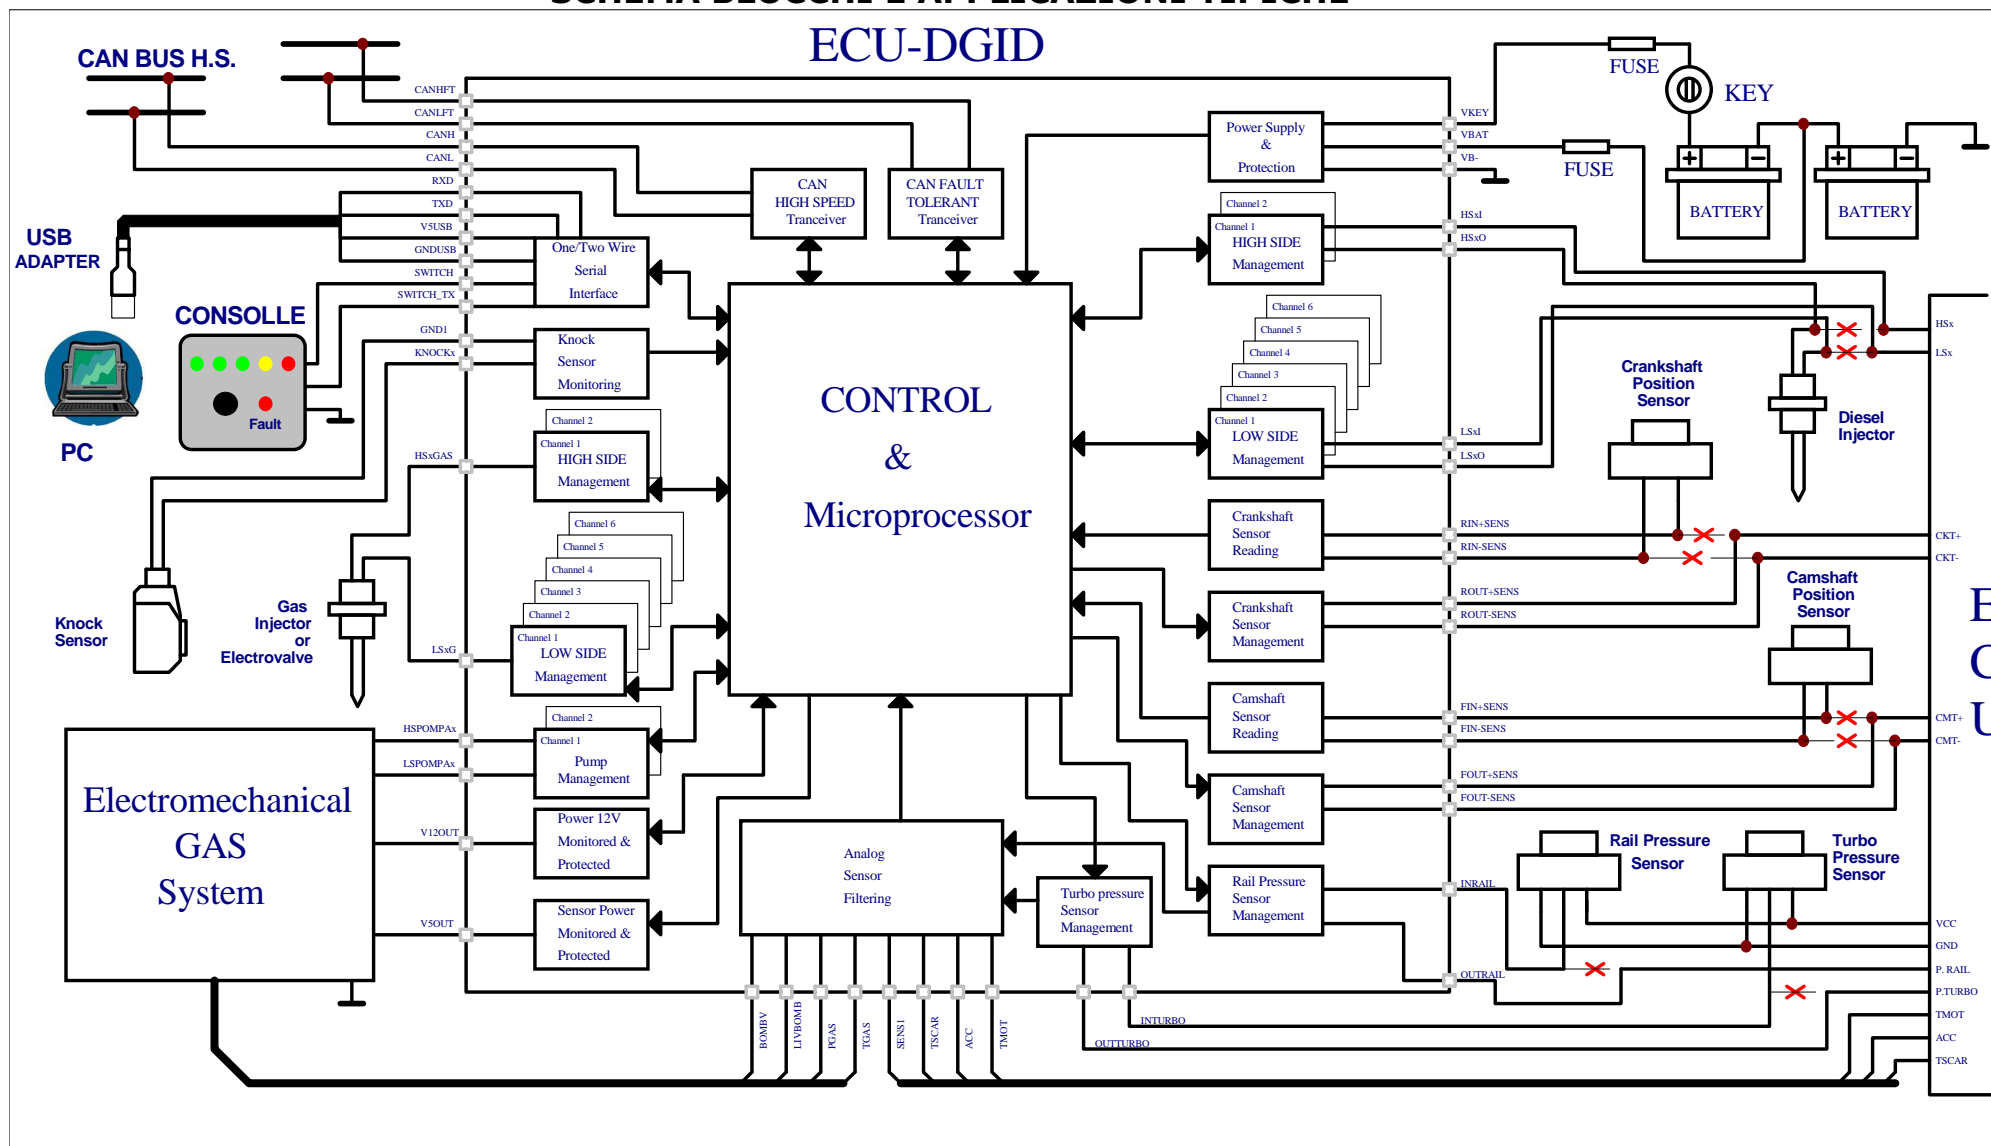 SCHEMA BLOCCHI E APPLICAZIONI TIPICHE
ECU-DGID
CAN BUS H.S.
CANHFT
CANLFT
CANH
CANL
RXD
TXD
V5USB
GNDUSB
SWITCH
SWITCH_TX
GND1
KNOCKx
HSxGAS
LSxG
HSPOMPAx
LSPOMPAx
V12OUT
V5OUT
USB
ADAPTER
CONSOLLE
Fault
PC
Knock
Sensor
Gas
Injector
or
Electrovalve
Electromechanical
GAS
System
CAN
HIGH SPEED
Tranceiver
CAN FAULT
TOLERANT
Tranceiver
One/Two Wire
Serial
Interface
Knock
Sensor
Monitoring
Channel 2
Channel 1
HIGH SIDE
Management
Channel 6
Channel 5
Channel 4
Channel 3
Channel 2
Channel 1
LOW SIDE
Management
Channel 2
Channel 1
Pump
Management
Power 12V
Monitored &
Protected
Sensor Power
Monitored &
Protected
CONTROL
&
Microprocessor
Analog
Sensor
Filtering
Turbo pressure
Sensor
Management
BOMBV
LIVBOMB
PGAS
TGAS
SENS1
TSCAR
ACC
TMOT
INTURBO
OUTTURBO
Power Supply
&
Protection
Channel 2
Channel 1
HIGH SIDE
Management
Channel 6
Channel 5
Channel 4
Channel 3
Channel 2
Channel 1
LOW SIDE
Management
Crankshaft
Sensor
Reading
Crankshaft
Sensor
Management
Camshaft
Sensor
Reading
Camshaft
Sensor
Management
Rail Pressure
Sensor
Management
VKEY
VBAT
VB-
HSxI
HSxO
LSxI
LSxO
RIN+SENS
RIN-SENS
ROUT+SENS
ROUT-SENS
FIN+SENS
FIN-SENS
FOUT+SENS
FOUT-SENS
INRAIL
OUTRAIL
FUSE
KEY
FUSE
+
-
+
-
BATTERY
BATTERY
Crankshaft
Position
Sensor
Diesel
Injector
Camshaft
Position
Sensor
Rail Pressure
Sensor
Turbo
Pressure
Sensor
HSx
LSx
CKT+
CKT-
CMT+
CMT-
VCC
GND
P. RAIL
P.TURBO
TMOT
ACC
TSCAR
E
C
U